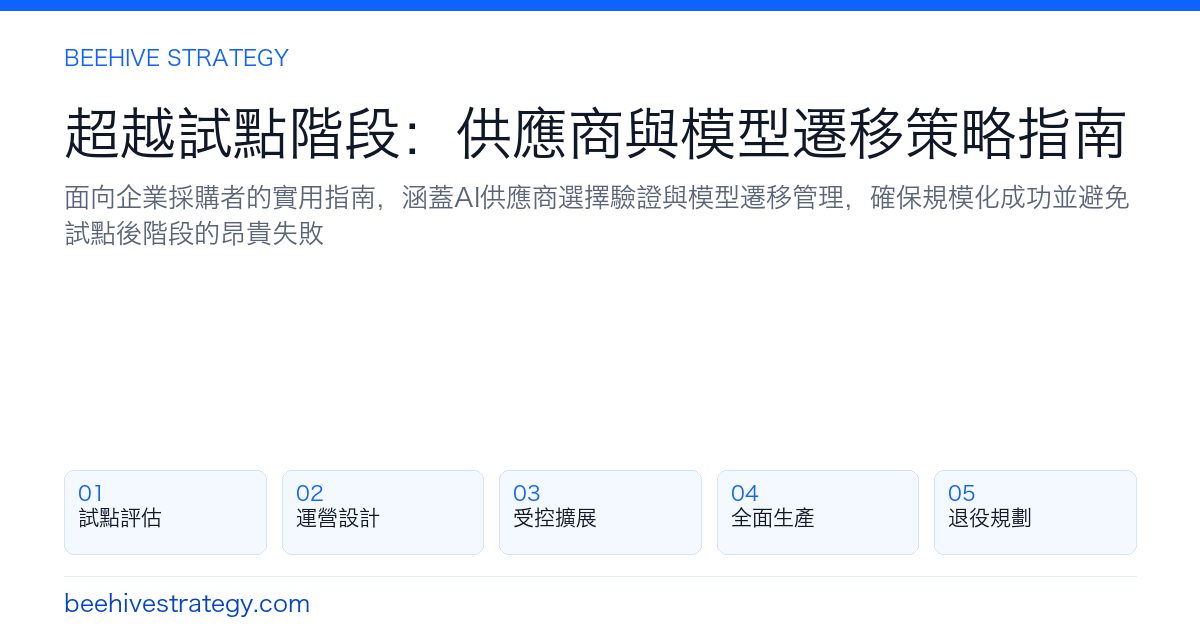 BEEHIVE STRATEGY
超越試點階段：供應商與模型遷移策略指南
面向企業採購者的實用指南，涵蓋AI供應商選擇驗證與模型遷移管理，確保規模化成功並避免
試點後階段的昂貴失敗
01
試點評估
02
運營設計
03
受控擴展
04
全面生產
05
退役規劃
beehivestrategy.com